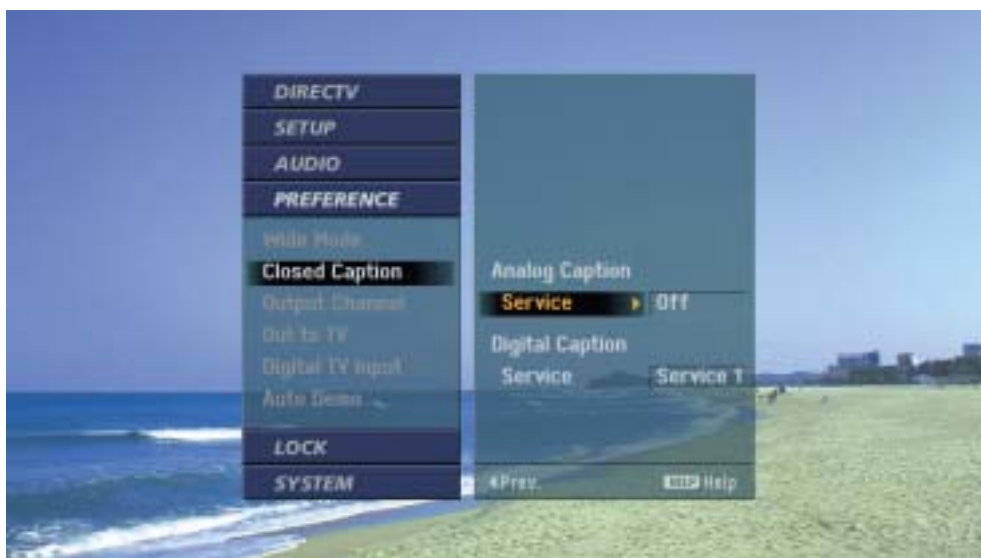 DIRECTV
SETUP
AUDIO
PREFERENCE
Wide Mode
Closed Caption
Output Channel
Out to TV
Digital TV Input
Auto Demo
LOCK
SYSTEM
Analog Caption
Service Off
Digital Caption
Service Service 1
Prev.
HELP Help